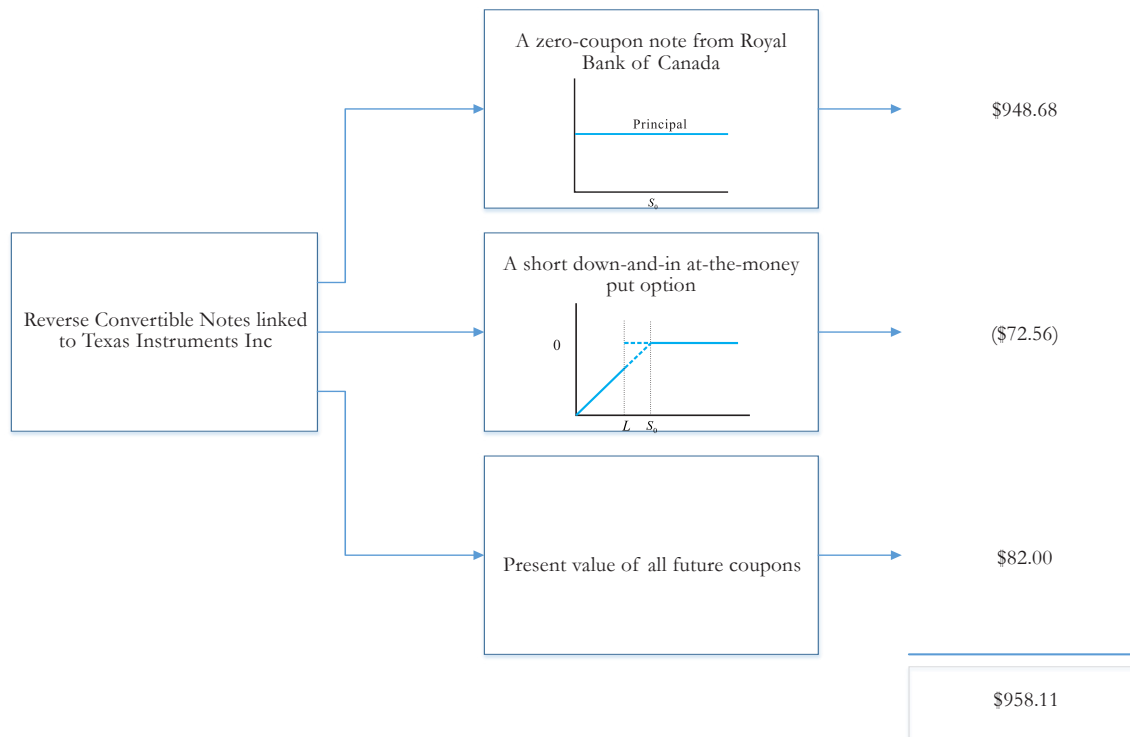 A zero-coupon note from Royal
Bank of Canada
Principal
S₀
$948.68
Reverse Convertible Notes linked
to Texas Instruments Inc
A short down-and-in at-the-money
put option
0
L S₀
($72.56)
Present value of all future coupons
$82.00
$958.11